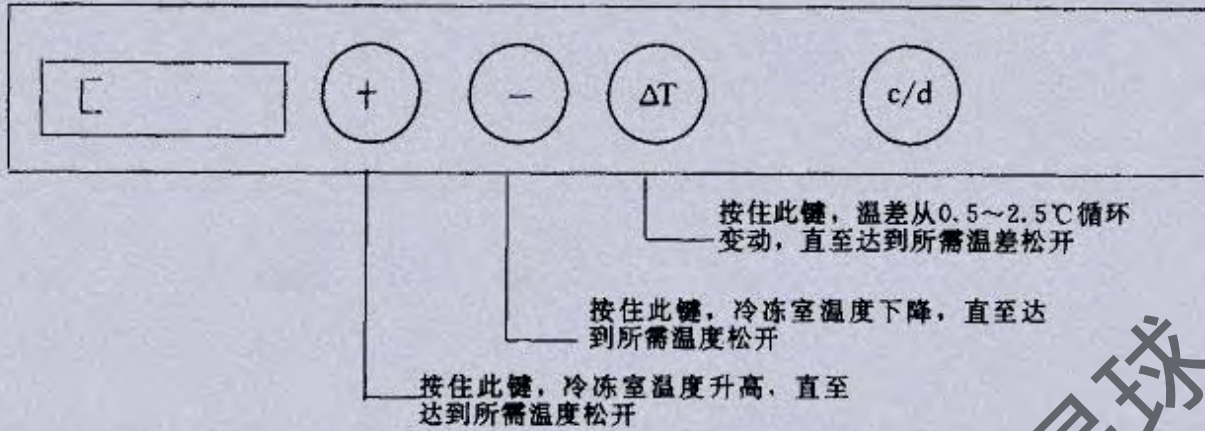 [
+
−
ΔT
c/d
按住此键，温差从0.5～2.5℃循环
变动，直至达到所需温差松开
按住此键，冷冻室温度下降，直至达
到所需温度松开
按住此键，冷冻室温度升高，直至
达到所需温度松开
星球